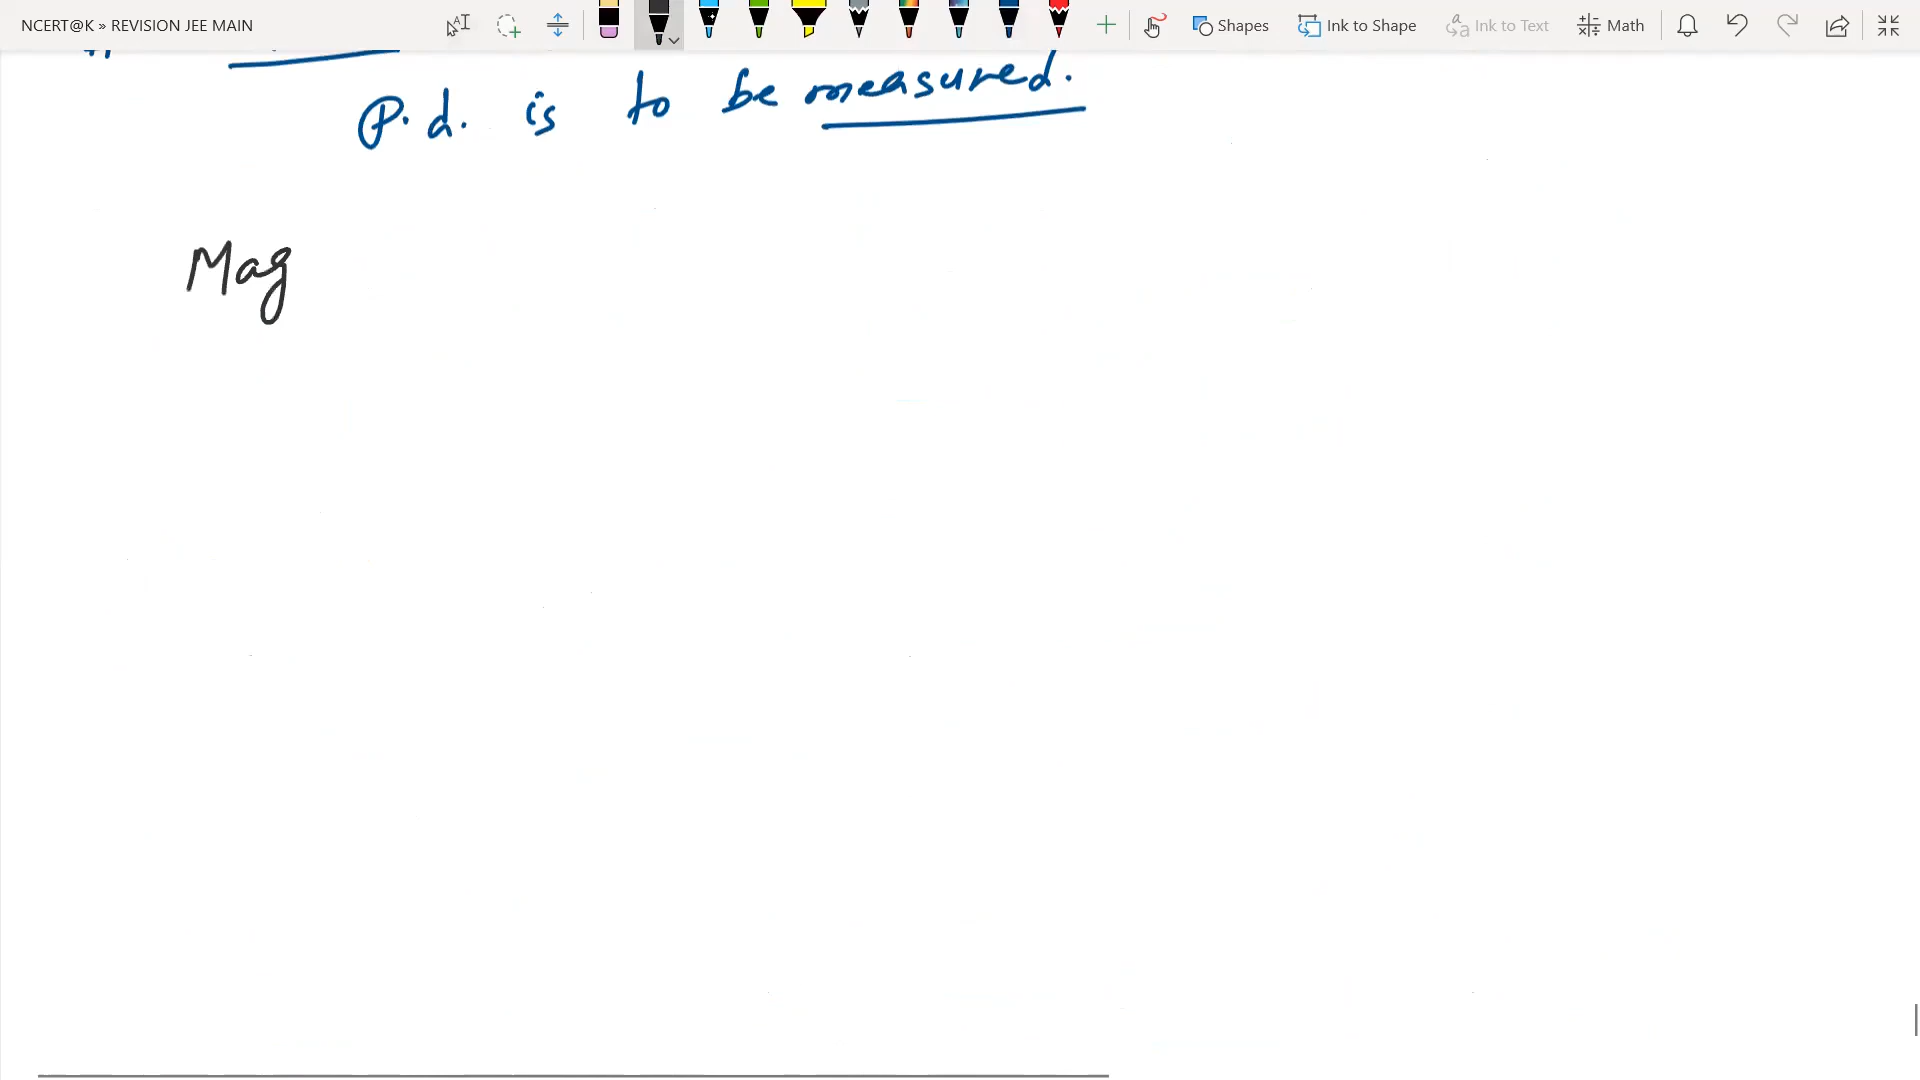 NCERT@K » REVISION JEE MAIN
Shapes
Ink to Shape
Ink to Text
Math
P.d. is to be measured.
Mag